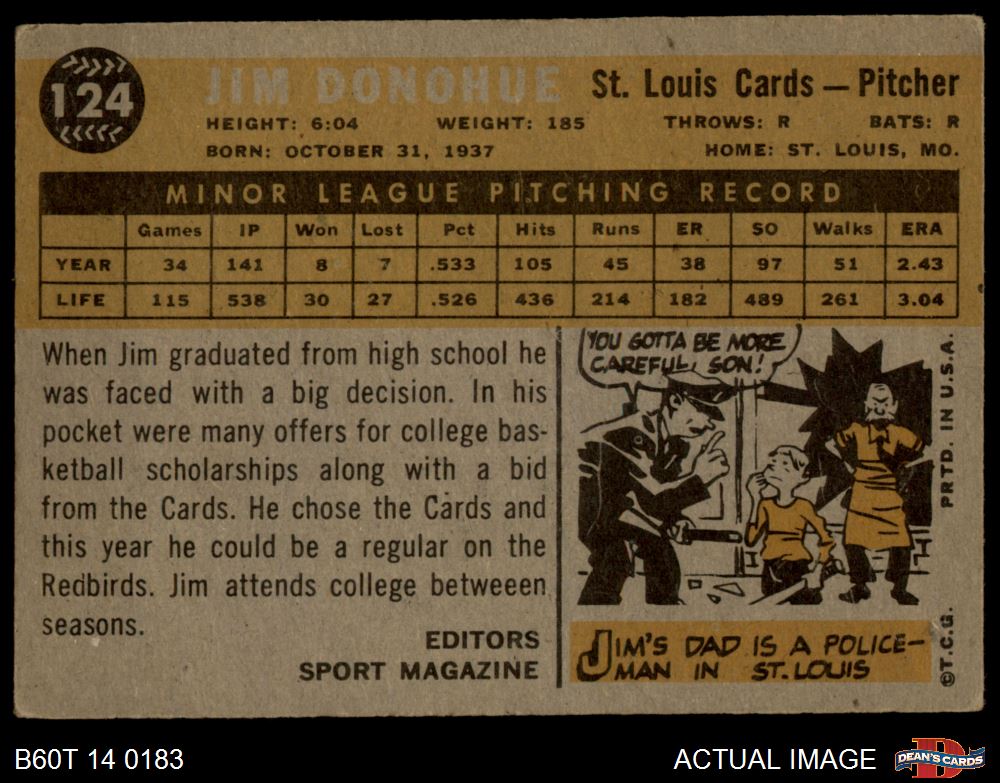 124
JIM DONOHUE St. Louis Cards — Pitcher
HEIGHT: 6:04 WEIGHT: 185 THROWS: R BATS: R
BORN: OCTOBER 31, 1937 HOME: ST. LOUIS, MO.
MINOR LEAGUE PITCHING RECORD
Games IP Won Lost Pct Hits Runs ER SO Walks ERA
YEAR 34 141 8 7 .533 105 45 38 97 51 2.43
LIFE 115 538 30 27 .526 436 214 182 489 261 3.04
When Jim graduated from high school he
was faced with a big decision. In his
pocket were many offers for college bas-
ketball scholarships along with a bid
from the Cards. He chose the Cards and
this year he could be a regular on the
Redbirds. Jim attends college betweeen
seasons.
EDITORS
SPORT MAGAZINE
YOU GOTTA BE MORE
CAREFUL, SON!
JIM'S DAD IS A POLICE-
MAN IN ST. LOUIS
©T.C.G. PRTD. IN U.S.A.
B60T 14 0183
ACTUAL IMAGE
D
DEAN'S CARDS